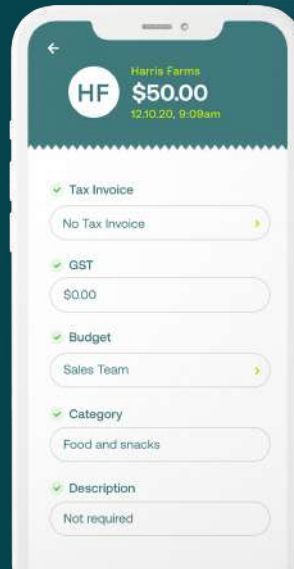 Harris Farms
HF
$50.00
12.10.20, 9:09am
Tax Invoice
No Tax Invoice
GST
$0.00
Budget
Sales Team
Category
Food and snacks
Description
Not required